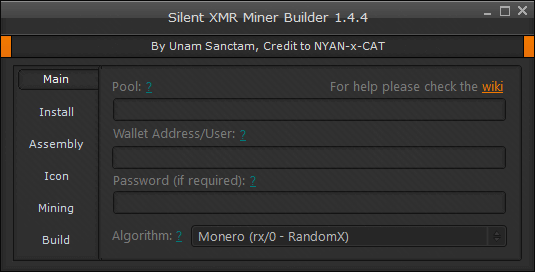 Silent XMR Miner Builder 1.4.4
By Unam Sanctam, Credit to NYAN-x-CAT
Main
Install
Assembly
Icon
Mining
Build
Pool: ?
For help please check the wiki
Wallet Address/User: ?
Password (if required): ?
Algorithm: ?
Monero (rx/0 - RandomX)